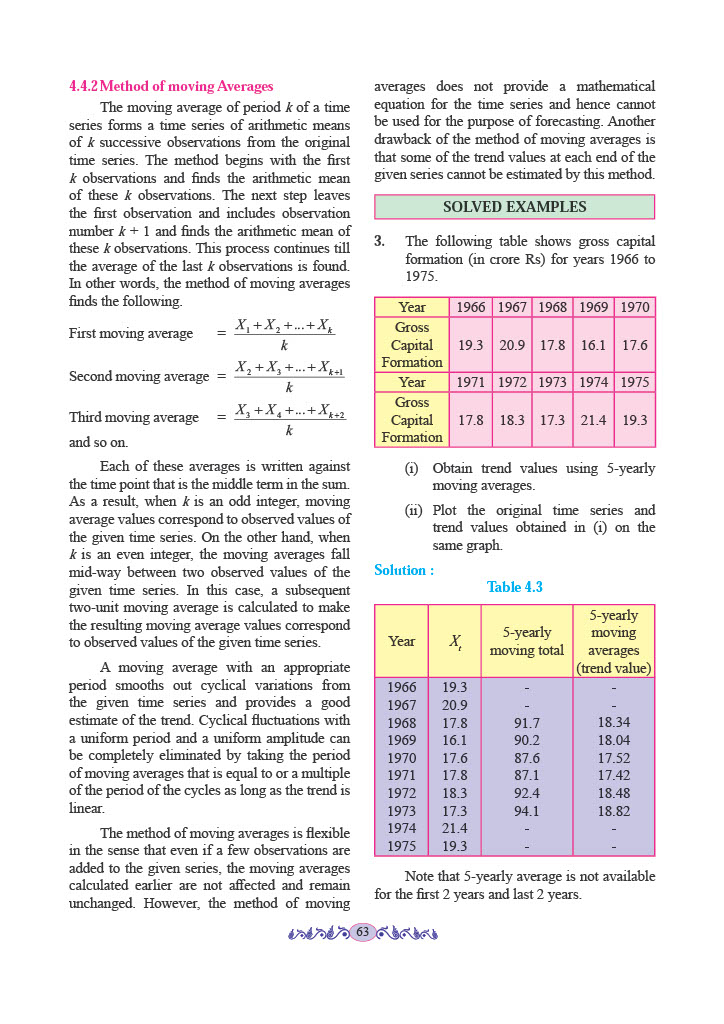 4.4.2 Method of moving Averages
The moving average of period k of a time
series forms a time series of arithmetic means
of k successive observations from the original
time series. The method begins with the first
k observations and finds the arithmetic mean
of these k observations. The next step leaves
the first observation and includes observation
number k + 1 and finds the arithmetic mean of
these k observations. This process continues till
the average of the last k observations is found.
In other words, the method of moving averages
finds the following.
First moving average = (X₁ + X₂ + ... + Xₖ) / k
Second moving average = (X₂ + X₃ + ... + Xₖ₊₁) / k
Third moving average = (X₃ + X₄ + ... + Xₖ₊₂) / k
and so on.
Each of these averages is written against
the time point that is the middle term in the sum.
As a result, when k is an odd integer, moving
average values correspond to observed values of
the given time series. On the other hand, when
k is an even integer, the moving averages fall
mid-way between two observed values of the
given time series. In this case, a subsequent
two-unit moving average is calculated to make
the resulting moving average values correspond
to observed values of the given time series.
A moving average with an appropriate
period smooths out cyclical variations from
the given time series and provides a good
estimate of the trend. Cyclical fluctuations with
a uniform period and a uniform amplitude can
be completely eliminated by taking the period
of moving averages that is equal to or a multiple
of the period of the cycles as long as the trend is
linear.
The method of moving averages is flexible
in the sense that even if a few observations are
added to the given series, the moving averages
calculated earlier are not affected and remain
unchanged. However, the method of moving
averages does not provide a mathematical
equation for the time series and hence cannot
be used for the purpose of forecasting. Another
drawback of the method of moving averages is
that some of the trend values at each end of the
given series cannot be estimated by this method.
SOLVED EXAMPLES
3. The following table shows gross capital
formation (in crore Rs) for years 1966 to
1975.
Year 1966 1967 1968 1969 1970
Gross
Capital 19.3 20.9 17.8 16.1 17.6
Formation
Year 1971 1972 1973 1974 1975
Gross
Capital 17.8 18.3 17.3 21.4 19.3
Formation
(i) Obtain trend values using 5-yearly
moving averages.
(ii) Plot the original time series and
trend values obtained in (i) on the
same graph.
Solution :
Table 4.3
Year Xₜ 5-yearly moving total 5-yearly moving averages (trend value)
1966 19.3 - -
1967 20.9 - -
1968 17.8 91.7 18.34
1969 16.1 90.2 18.04
1970 17.6 87.6 17.52
1971 17.8 87.1 17.42
1972 18.3 92.4 18.48
1973 17.3 94.1 18.82
1974 21.4 - -
1975 19.3 - -
Note that 5-yearly average is not available
for the first 2 years and last 2 years.
63